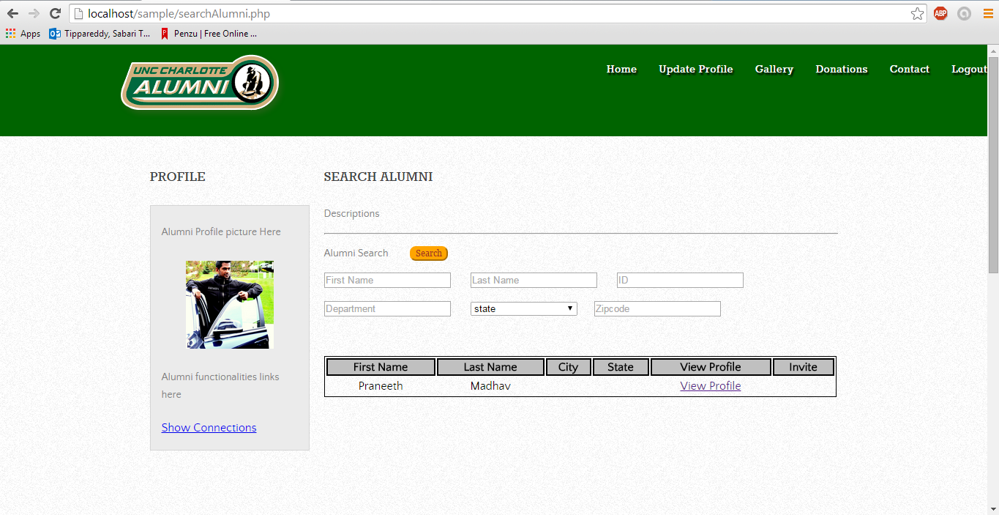 localhost/sample/searchAlumni.php
ABP
Apps Tippareddy, Sabari T... Penzu | Free Online ...
UNC CHARLOTTE
ALUMNI
Home Update Profile Gallery Donations Contact Logout
PROFILE
SEARCH ALUMNI
Alumni Profile picture Here
Alumni functionalities links
here
Show Connections
Descriptions
Alumni Search Search
First Name Last Name ID
Department state Zipcode
First Name Last Name City State View Profile Invite
Praneeth Madhav View Profile